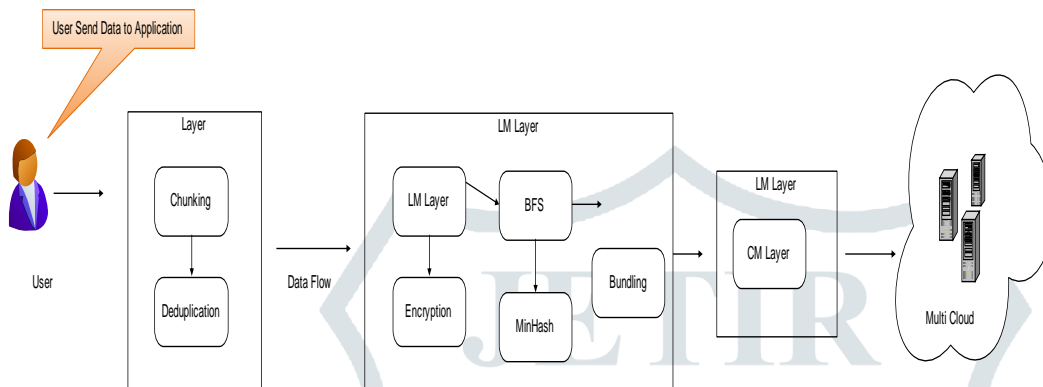 User Send Data to Application
User
Layer
Chunking
Deduplication
Data Flow
LM Layer
LM Layer
BFS
Encryption
MinHash
Bundling
LM Layer
CM Layer
Multi Cloud
JETIR